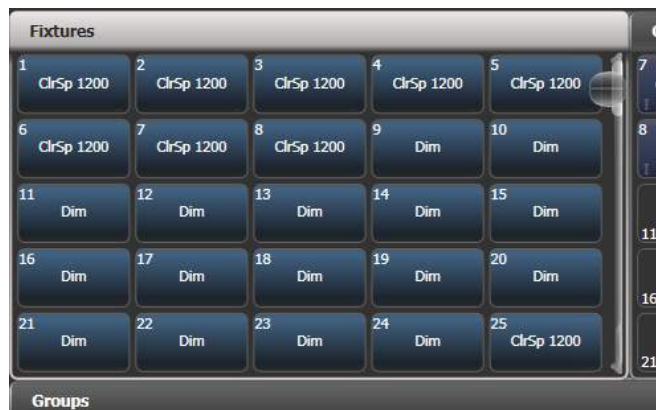 Fixtures
1 ClrSp 1200
2 ClrSp 1200
3 ClrSp 1200
4 ClrSp 1200
5 ClrSp 1200
7
6 ClrSp 1200
7 ClrSp 1200
8 ClrSp 1200
9 Dim
10 Dim
8
11 Dim
12 Dim
13 Dim
14 Dim
15 Dim
11
16 Dim
17 Dim
18 Dim
19 Dim
20 Dim
16
21 Dim
22 Dim
23 Dim
24 Dim
25 ClrSp 1200
21
Groups